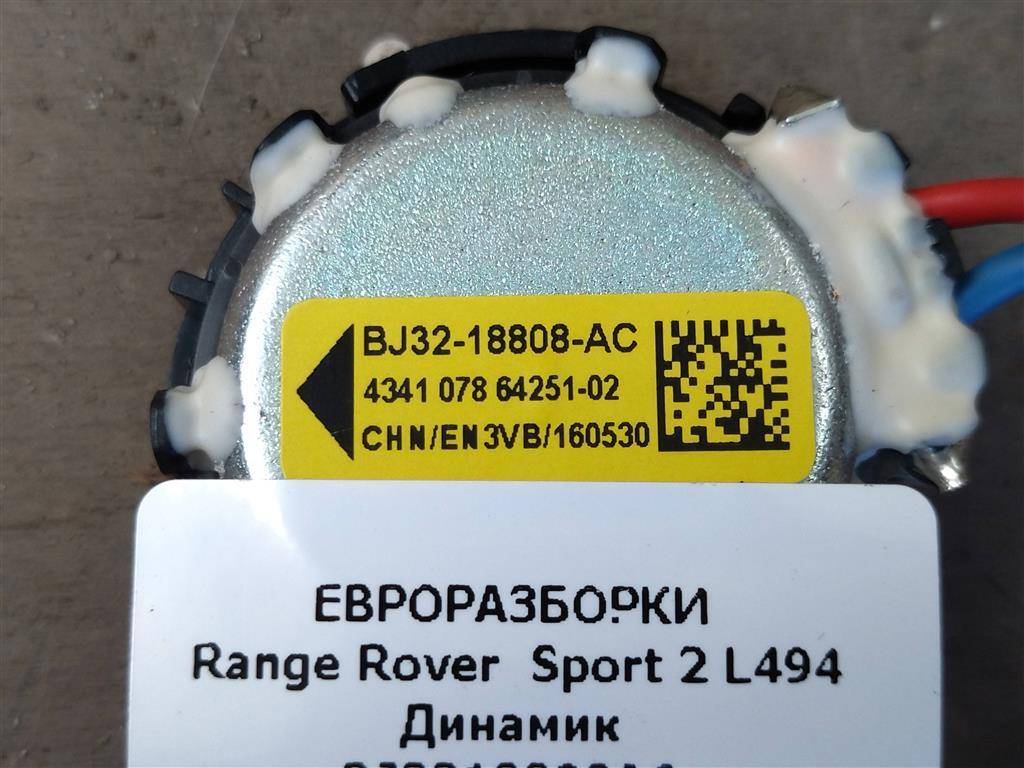 BJ32-18808-AC
4341 078 64251-02
CHN/EN3VB/160530
ЕВРОРАЗБОРКИ
Range Rover Sport 2 L494
Динамик